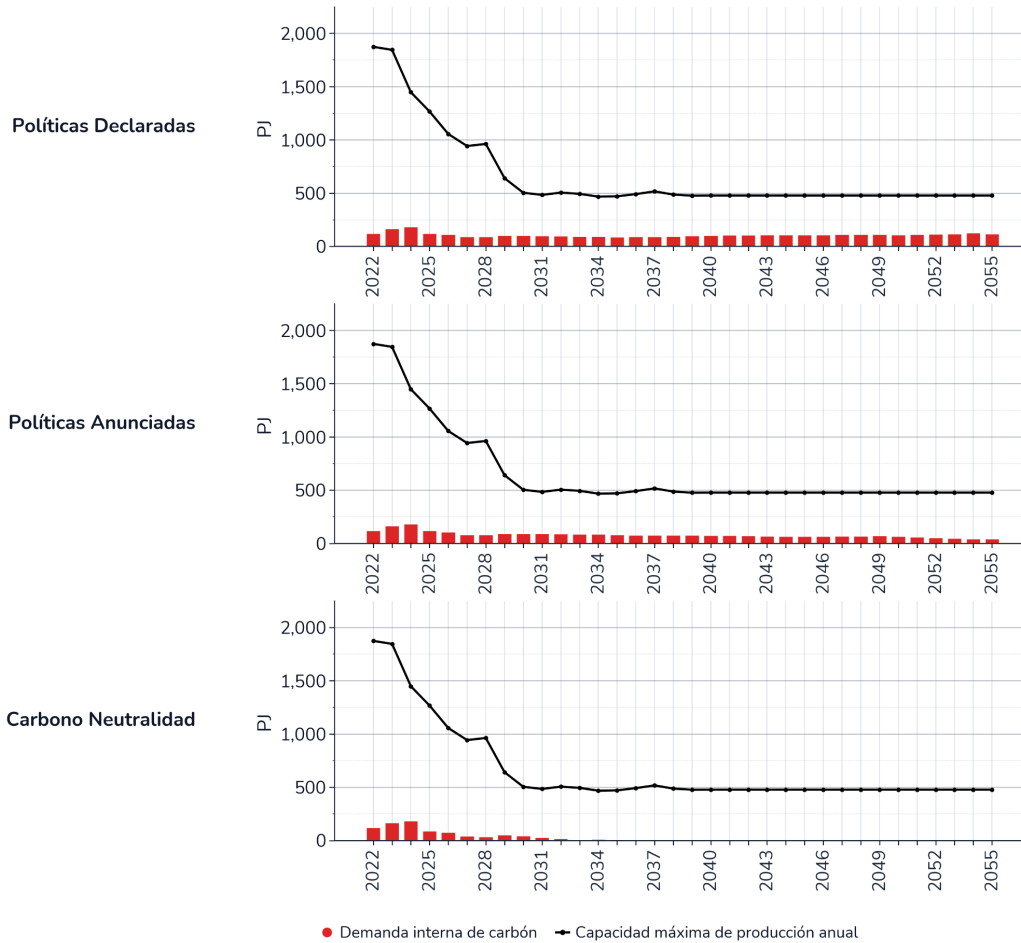 Políticas Declaradas
PJ
2,000
1,500
1,000
500
0
2022 2025 2028 2031 2034 2037 2040 2043 2046 2049 2052 2055
Políticas Anunciadas
PJ
2,000
1,500
1,000
500
0
2022 2025 2028 2031 2034 2037 2040 2043 2046 2049 2052 2055
Carbono Neutralidad
PJ
2,000
1,500
1,000
500
0
2022 2025 2028 2031 2034 2037 2040 2043 2046 2049 2052 2055
Demanda interna de carbón Capacidad máxima de producción anual